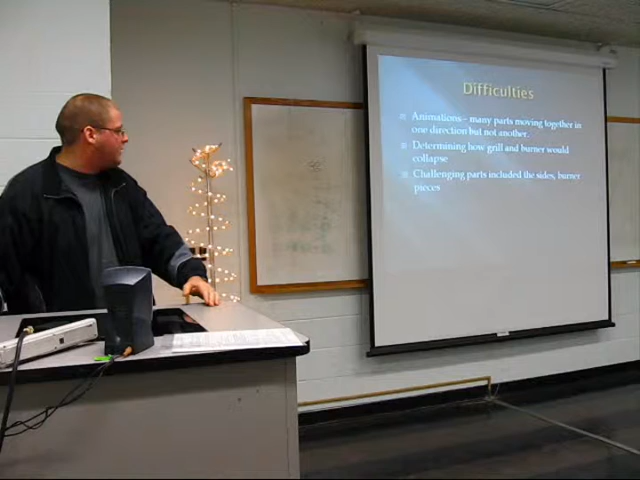 Difficulties
Animations – many parts moving together in
one direction but not another.
Determining how grill and burner would
collapse
Challenging parts included the sides, burner
pieces